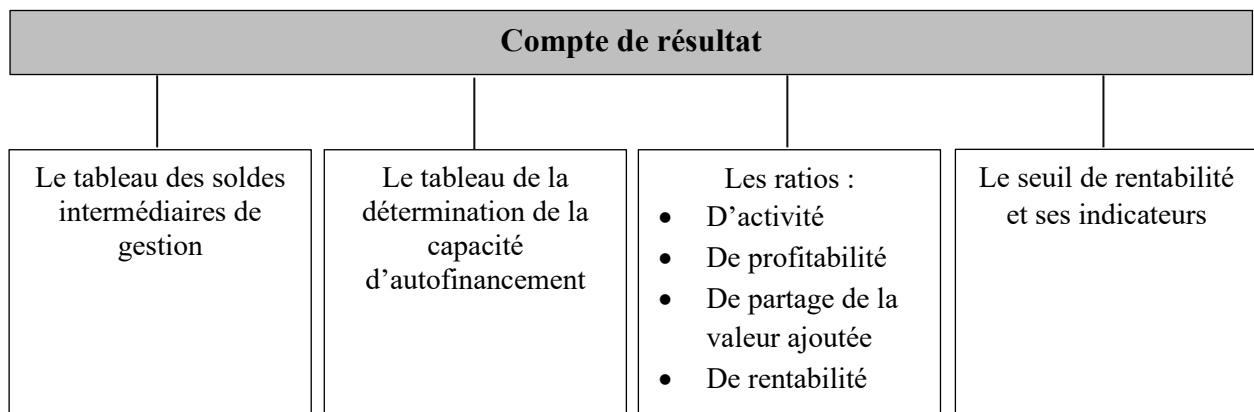 Compte de résultat
Le tableau des soldes
intermédiaires de
gestion
Le tableau de la
détermination de la
capacité
d’autofinancement
Les ratios :
• D’activité
• De profitabilité
• De partage de la
valeur ajoutée
• De rentabilité
Le seuil de rentabilité
et ses indicateurs